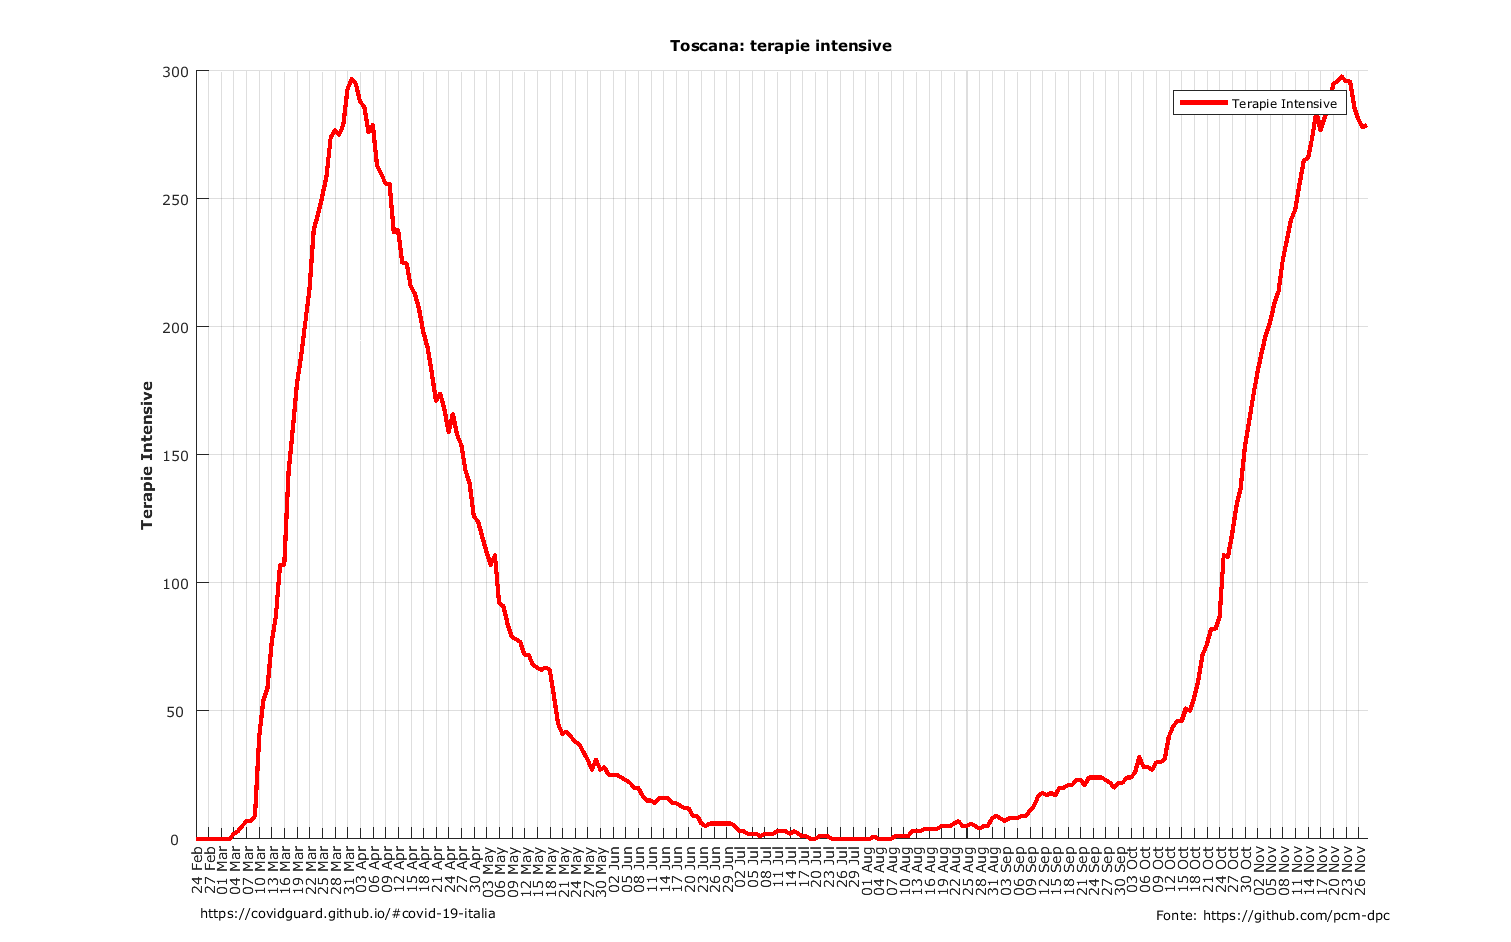 Toscana: terapie intensive
Terapie Intensive
300
250
200
150
100
50
0
Terapie Intensive
24 Feb
27 Feb
01 Mar
04 Mar
07 Mar
10 Mar
13 Mar
16 Mar
19 Mar
22 Mar
25 Mar
28 Mar
31 Mar
03 Apr
06 Apr
09 Apr
12 Apr
15 Apr
18 Apr
21 Apr
24 Apr
27 Apr
30 Apr
03 May
06 May
09 May
12 May
15 May
18 May
21 May
24 May
27 May
30 May
02 Jun
05 Jun
08 Jun
11 Jun
14 Jun
17 Jun
20 Jun
23 Jun
26 Jun
29 Jun
02 Jul
05 Jul
08 Jul
11 Jul
14 Jul
17 Jul
20 Jul
23 Jul
26 Jul
29 Jul
01 Aug
04 Aug
07 Aug
10 Aug
13 Aug
16 Aug
19 Aug
22 Aug
25 Aug
28 Aug
31 Aug
03 Sep
06 Sep
09 Sep
12 Sep
15 Sep
18 Sep
21 Sep
24 Sep
27 Sep
30 Sep
03 Oct
06 Oct
09 Oct
12 Oct
15 Oct
18 Oct
21 Oct
24 Oct
27 Oct
30 Oct
02 Nov
05 Nov
08 Nov
11 Nov
14 Nov
17 Nov
20 Nov
23 Nov
26 Nov
https://covidguard.github.io/#covid-19-italia
Fonte: https://github.com/pcm-dpc